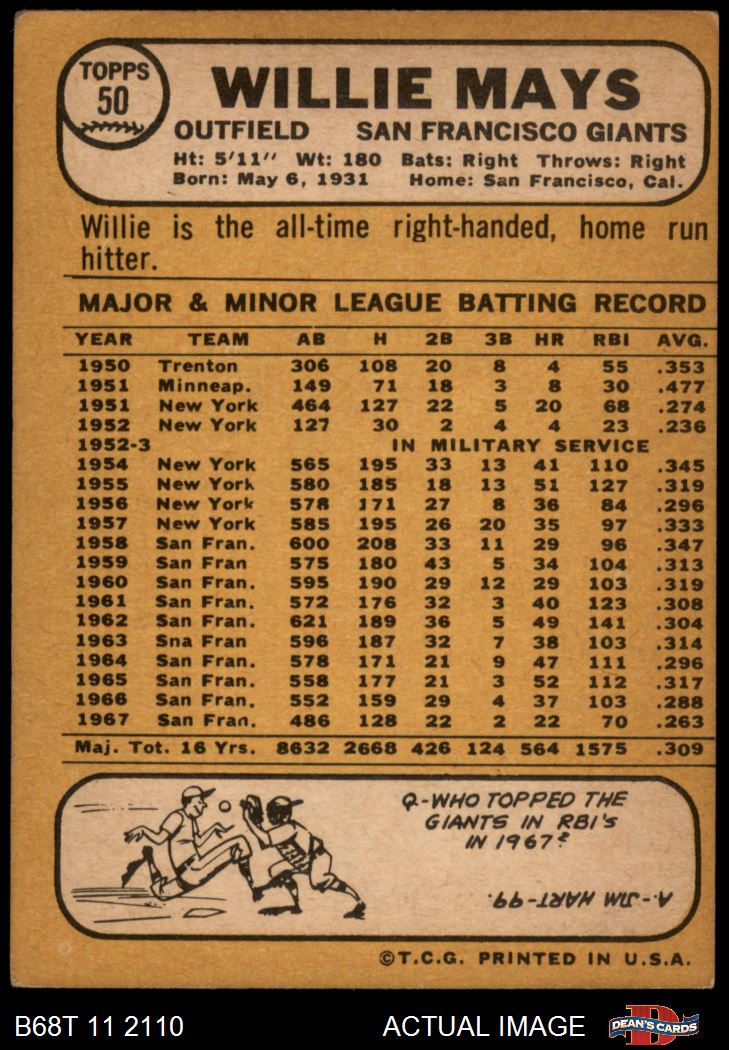 TOPPS
50
WILLIE MAYS
OUTFIELD SAN FRANCISCO GIANTS
Ht: 5'11" Wt: 180 Bats: Right Throws: Right
Born: May 6, 1931 Home: San Francisco, Cal.
Willie is the all-time right-handed, home run
hitter.
MAJOR & MINOR LEAGUE BATTING RECORD
YEAR TEAM AB H 2B 3B HR RBI AVG.
1950 Trenton 306 108 20 8 4 55 .353
1951 Minneap. 149 71 18 3 8 30 .477
1951 New York 464 127 22 5 20 68 .274
1952 New York 127 30 2 4 4 23 .236
1952-3 IN MILITARY SERVICE
1954 New York 565 195 33 13 41 110 .345
1955 New York 580 185 18 13 51 127 .319
1956 New York 578 171 27 8 36 84 .296
1957 New York 585 195 26 20 35 97 .333
1958 San Fran. 600 208 33 11 29 96 .347
1959 San Fran 575 180 43 5 34 104 .313
1960 San Fran. 595 190 29 12 29 103 .319
1961 San Fran. 572 176 32 3 40 123 .308
1962 San Fran. 621 189 36 5 49 141 .304
1963 Sna Fran 596 187 32 7 38 103 .314
1964 San Fran. 578 171 21 9 47 111 .296
1965 San Fran. 558 177 21 3 52 112 .317
1966 San Fran. 552 159 29 4 37 103 .288
1967 San Fran. 486 128 22 2 22 70 .263
Maj. Tot. 16 Yrs. 8632 2668 426 124 564 1575 .309
Q-WHO TOPPED THE
GIANTS IN RBI'S
IN 1967?
A.-JIM HART-99.
©T.C.G. PRINTED IN U.S.A.
B68T 11 2110 ACTUAL IMAGE
D
DEAN'S CARDS